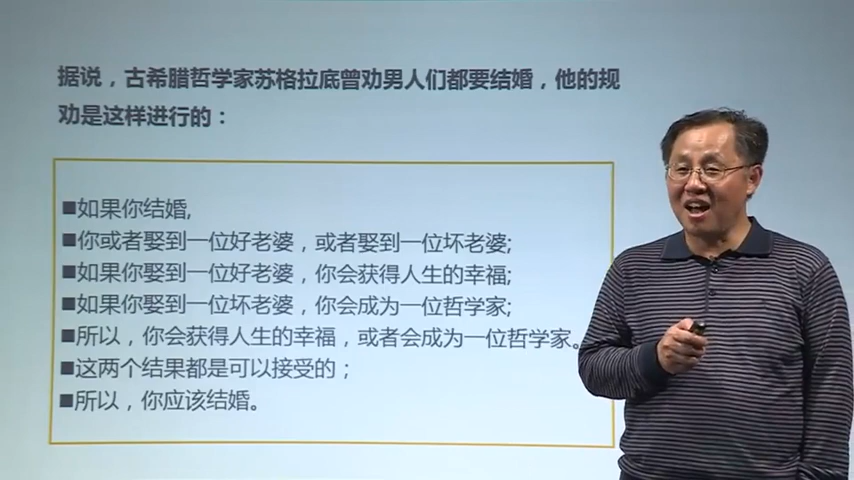 据说，古希腊哲学家苏格拉底曾劝男人们都要结婚，他的规
劝是这样进行的：
■如果你结婚,
■你或者娶到一位好老婆，或者娶到一位坏老婆;
■如果你娶到一位好老婆，你会获得人生的幸福;
■如果你娶到一位坏老婆，你会成为一位哲学家;
■所以，你会获得人生的幸福，或者会成为一位哲学家。
■这两个结果都是可以接受的；
■所以，你应该结婚。